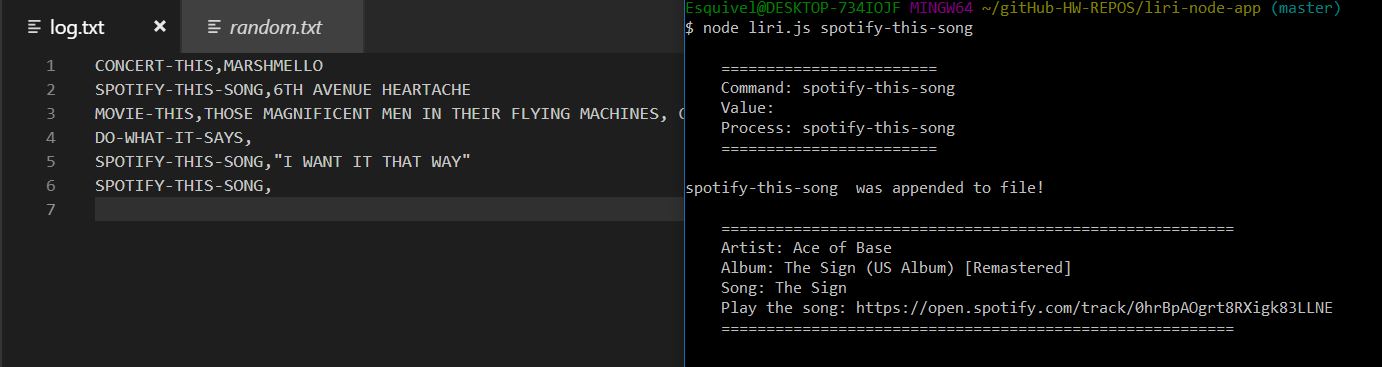 log.txt × random.txt
1 CONCERT-THIS,MARSHMELLO
2 SPOTIFY-THIS-SONG,6TH AVENUE HEARTACHE
3 MOVIE-THIS,THOSE MAGNIFICENT MEN IN THEIR FLYING MACHINES,
4 DO-WHAT-IT-SAYS,
5 SPOTIFY-THIS-SONG,"I WANT IT THAT WAY"
6 SPOTIFY-THIS-SONG,
7
Esquivel@DESKTOP-734IOJF MINGW64 ~/gitHub-HW-REPOS/liri-node-app (master)
$ node liri.js spotify-this-song
========================
Command: spotify-this-song
Value:
Process: spotify-this-song
========================
spotify-this-song  was appended to file!
=========================================================
Artist: Ace of Base
Album: The Sign (US Album) [Remastered]
Song: The Sign
Play the song: https://open.spotify.com/track/0hrBpAOgrt8RXigk83LLNE
=========================================================